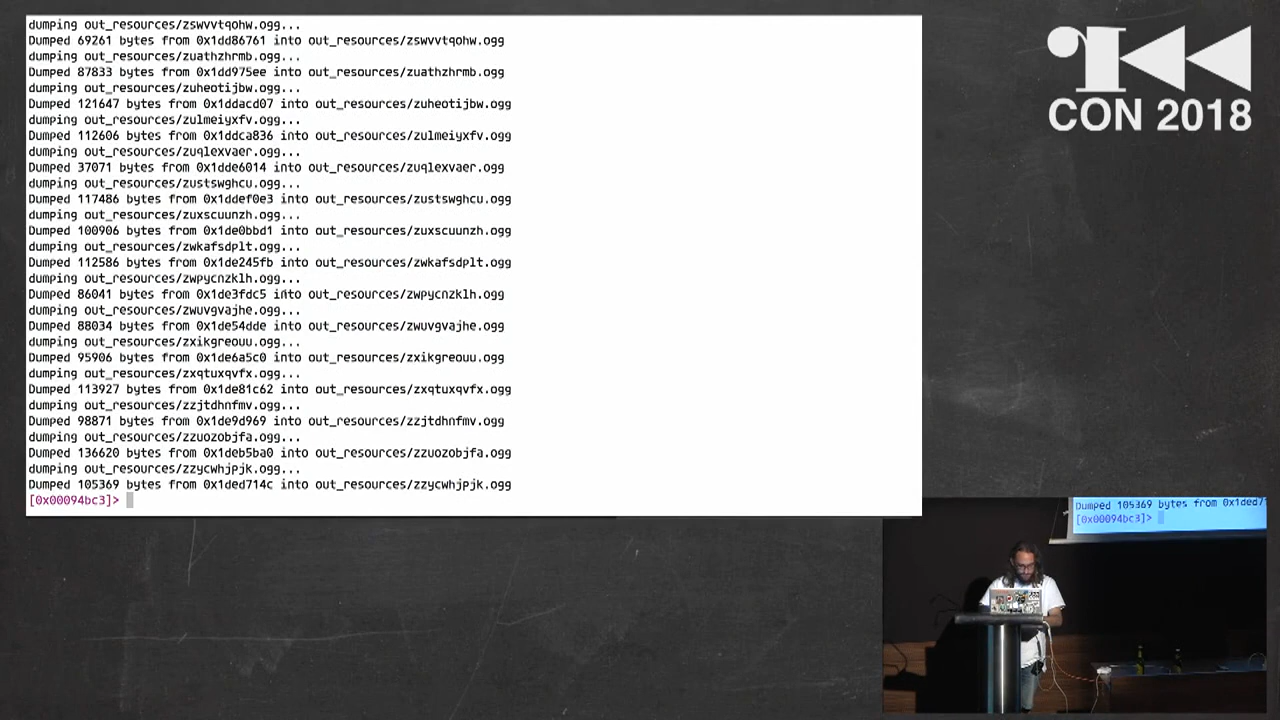 dumping out_resources/zswvvtqohw.ogg...
Dumped 69261 bytes from 0x1dd86761 into out_resources/zswvvtqohw.ogg
dumping out_resources/zuathzhrmb.ogg...
Dumped 87833 bytes from 0x1dd975ee into out_resources/zuathzhrmb.ogg
dumping out_resources/zuheotijbw.ogg...
Dumped 121647 bytes from 0x1ddacd07 into out_resources/zuheotijbw.ogg
dumping out_resources/zulmeiyxfv.ogg...
Dumped 112606 bytes from 0x1ddca836 into out_resources/zulmeiyxfv.ogg
dumping out_resources/zuqlexvaer.ogg...
Dumped 37071 bytes from 0x1dde6014 into out_resources/zuqlexvaer.ogg
dumping out_resources/zustswghcu.ogg...
Dumped 117486 bytes from 0x1ddef0e3 into out_resources/zustswghcu.ogg
dumping out_resources/zuxscuunzh.ogg...
Dumped 100906 bytes from 0x1de0bbd1 into out_resources/zuxscuunzh.ogg
dumping out_resources/zwkafsdplt.ogg...
Dumped 112586 bytes from 0x1de245fb into out_resources/zwkafsdplt.ogg
dumping out_resources/zwpycnzklh.ogg...
Dumped 86041 bytes from 0x1de3fdc5 into out_resources/zwpycnzklh.ogg
dumping out_resources/zwuvgvajhe.ogg...
Dumped 88034 bytes from 0x1de54dde into out_resources/zwuvgvajhe.ogg
dumping out_resources/zxikgreouu.ogg...
Dumped 95906 bytes from 0x1de6a5c0 into out_resources/zxikgreouu.ogg
dumping out_resources/zxqtuxqvfx.ogg...
Dumped 113927 bytes from 0x1de81c62 into out_resources/zxqtuxqvfx.ogg
dumping out_resources/zzjtdhnfmv.ogg...
Dumped 98871 bytes from 0x1de9d969 into out_resources/zzjtdhnfmv.ogg
dumping out_resources/zzuozobjfa.ogg...
Dumped 136620 bytes from 0x1deb5ba0 into out_resources/zzuozobjfa.ogg
dumping out_resources/zzycwhjpjk.ogg...
Dumped 105369 bytes from 0x1ded714c into out_resources/zzycwhjpjk.ogg
[0x00094bc3]>
CON 2018
Dumped 105369 bytes from 0x1ded7
[0x00094bc3]>